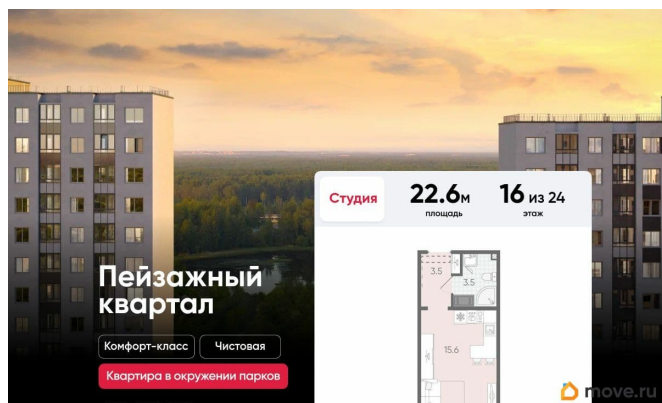 Студия
22.6м
площадь
16 из 24
этаж
3.5
3.5
15.6
Пейзажный
квартал
Комфорт-класс
Чистовая
Квартира в окружении парков
move.ru